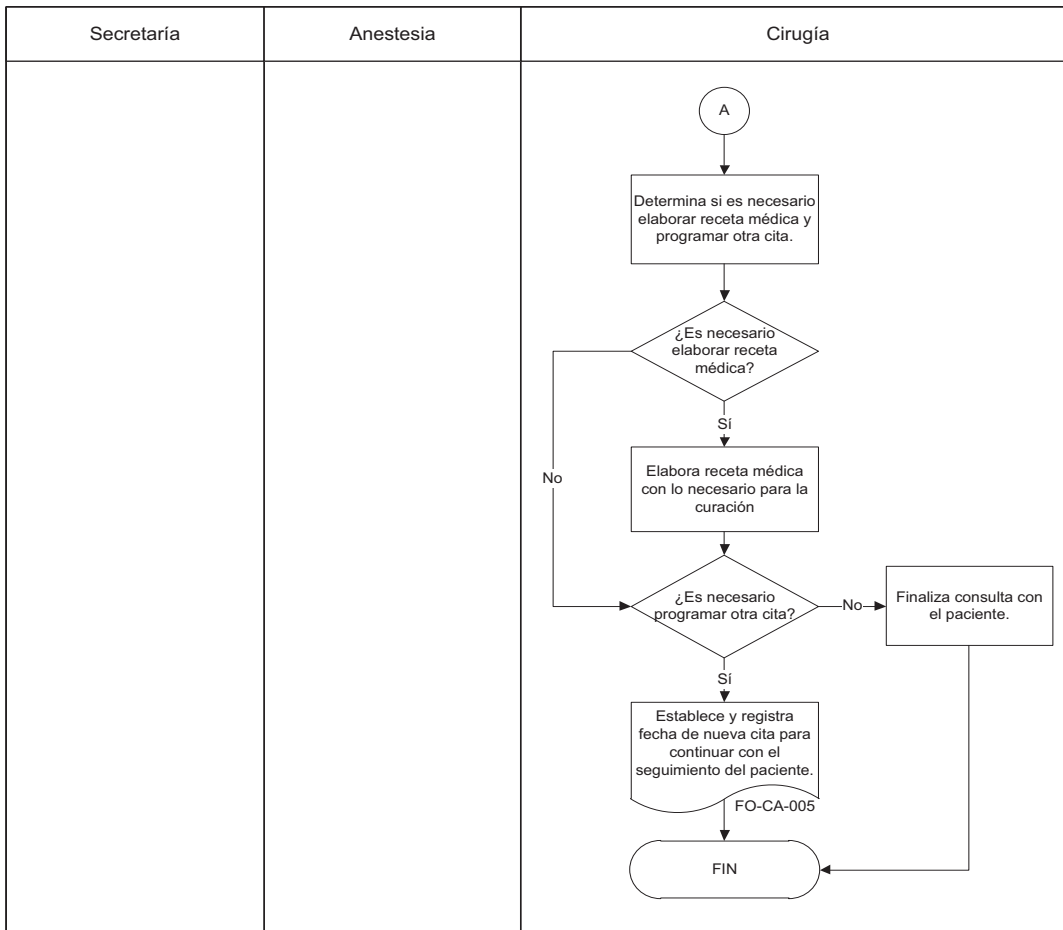 Secretaría
Anestesia
Cirugía
A
Determina si es necesario
elaborar receta médica y
programar otra cita.
¿Es necesario
elaborar receta
médica?
Sí
No
Elabora receta médica
con lo necesario para la
curación
¿Es necesario
programar otra cita?
No
Finaliza consulta con
el paciente.
Sí
Establece y registra
fecha de nueva cita para
continuar con el
seguimiento del paciente.
FO-CA-005
FIN